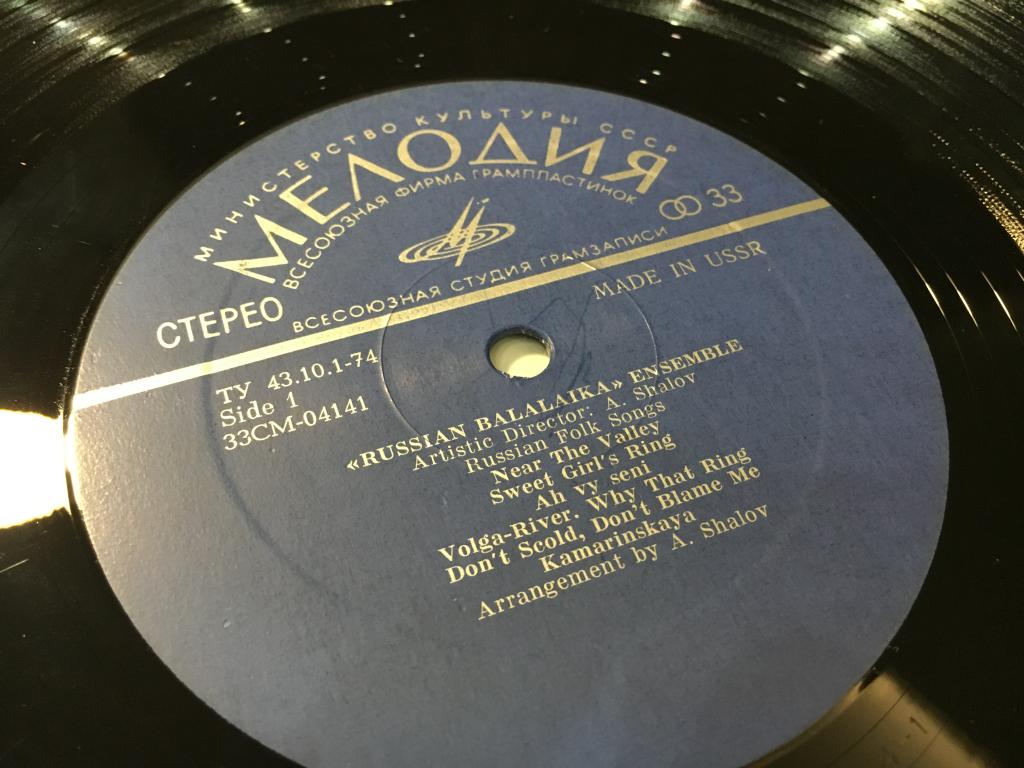 МИНИСТЕРСТВО КУЛЬТУРЫ СССР
МЕЛОДИЯ
ВСЕСОЮЗНАЯ ФИРМА ГРАМПЛАСТИНОК
33
СТЕРЕО
ВСЕСОЮЗНАЯ СТУДИЯ ГРАМЗАПИСИ
MADE IN USSR
ТУ 43.10.1-74
Side 1
33СМ-04141
«RUSSIAN BALALAIKA» ENSEMBLE
Artistic Director: A. Shalov
Russian Folk Songs
Near The Valley
Sweet Girl's Ring
Ah vy seni
Volga-River. Why That Ring
Don't Scold, Don't Blame Me
Kamarinskaya
Arrangement by A. Shalov